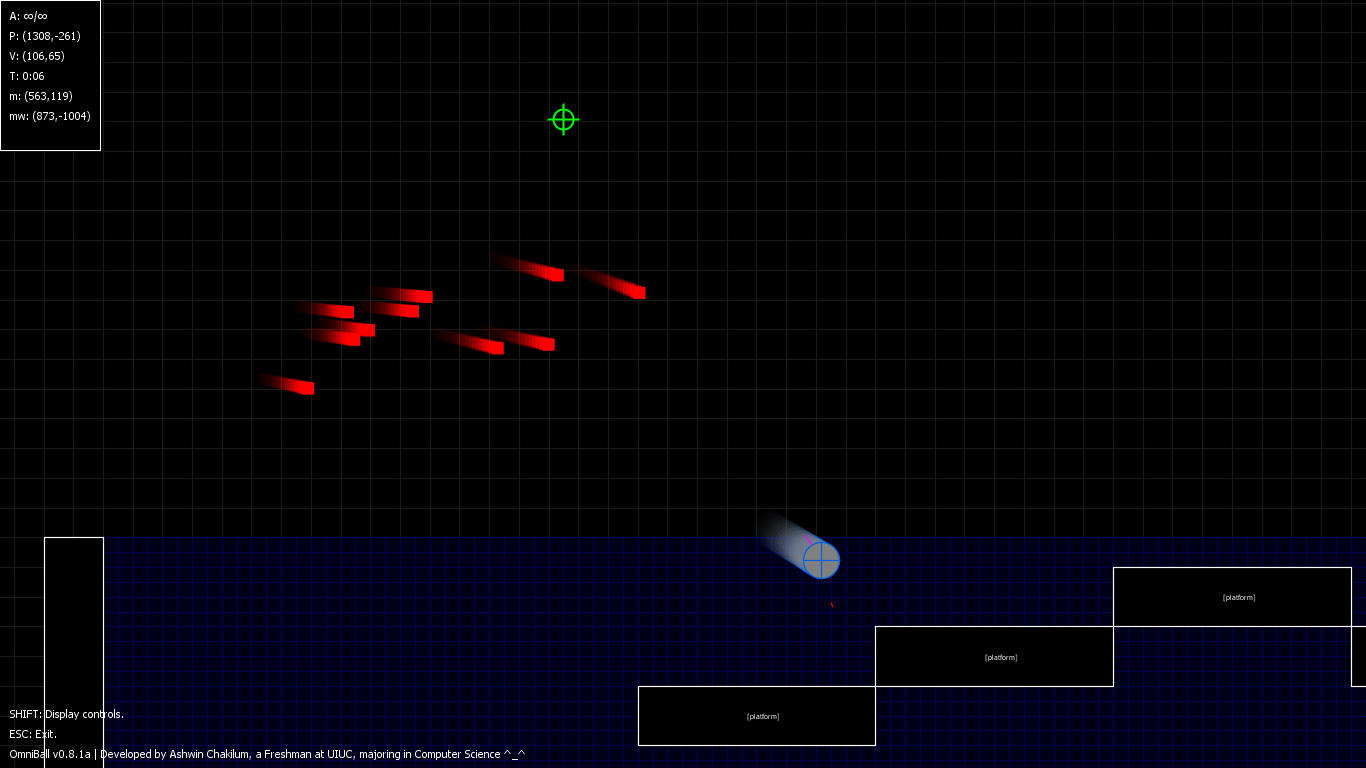 A: ∞/∞
P: (1308,-261)
V: (106,65)
T: 0:06
m: (563,119)
mw: (873,-1004)
[platform]
[platform]
[platform]
SHIFT: Display controls.
ESC: Exit.
OmniBall v0.8.1a | Developed by Ashwin Chakilum, a Freshman at UIUC, majoring in Computer Science ^_^